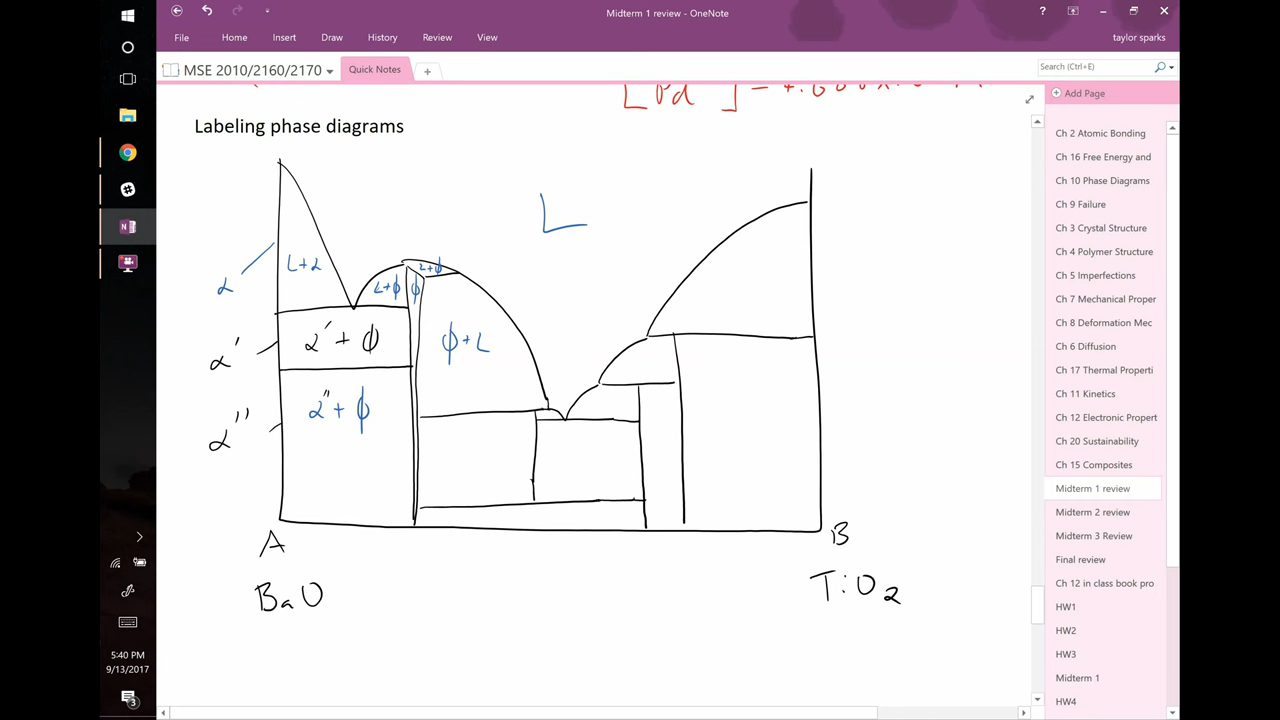 Midterm 1 review - OneNote
?
taylor sparks
File Home Insert Draw History Review View
MSE 2010/2160/2170
Quick Notes
+
Search (Ctrl+E)
Add Page
Labeling phase diagrams
Ch 2 Atomic Bonding
Ch 16 Free Energy and
Ch 10 Phase Diagrams
Ch 9 Failure
Ch 3 Crystal Structure
Ch 4 Polymer Structure
Ch 5 Imperfections
Ch 7 Mechanical Proper
Ch 8 Deformation Mec
Ch 6 Diffusion
Ch 17 Thermal Properti
Ch 11 Kinetics
Ch 12 Electronic Propert
Ch 20 Sustainability
Ch 15 Composites
Midterm 1 review
Midterm 2 review
Midterm 3 Review
Final review
Ch 12 in class book pro
HW1
HW2
HW3
Midterm 1
HW4
L
L+α
L+ϕ
α
L+ϕ
ϕ
α' + ϕ
ϕ+L
α'
α''+ ϕ
α''
A
B
BaO
TiO2
5:40 PM
9/13/2017
3